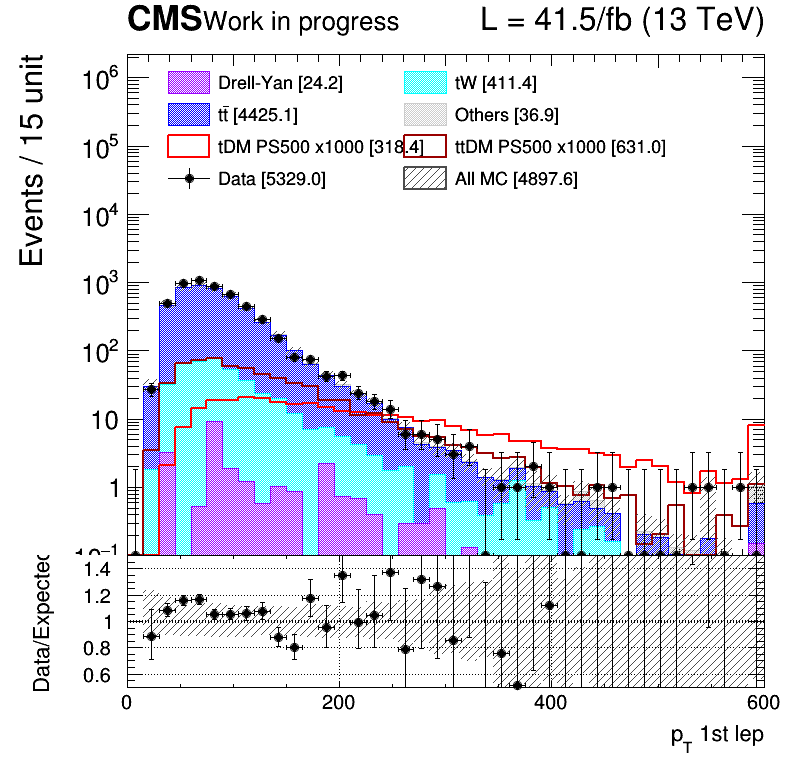 CMS Work in progress L = 41.5/fb (13 TeV)
Events / 15 unit
Drell-Yan [24.2] tW [411.4]
tt̄ [4425.1] Others [36.9]
tDM PS500 x1000 [318.4] ttDM PS500 x1000 [631.0]
Data [5329.0] All MC [4897.6]
10⁶
10⁵
10⁴
10³
10²
10
1
10⁻¹
Data/Expected
1.4
1.2
1
0.8
0.6
0 200 400 600
p_T 1st lep